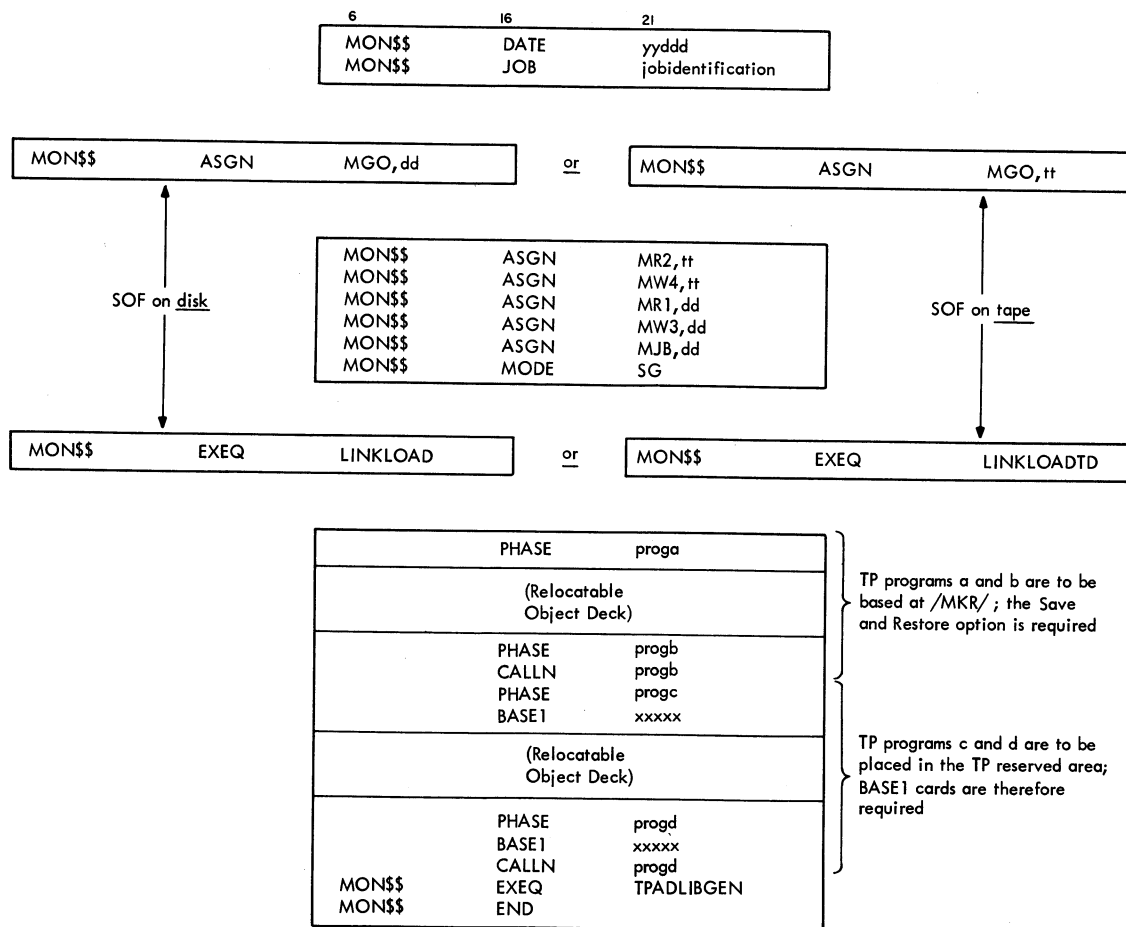 6 16 21
MON$$ DATE yyddd
MON$$ JOB jobidentification
MON$$ ASGN MGO,dd
or
MON$$ ASGN MGO,tt
SOF on disk
MON$$ ASGN MR2,tt
MON$$ ASGN MW4,tt
MON$$ ASGN MR1,dd
MON$$ ASGN MW3,dd
MON$$ ASGN MJB,dd
MON$$ MODE SG
SOF on tape
MON$$ EXEQ LINKLOAD
or
MON$$ EXEQ LINKLOADTD
PHASE proga
(Relocatable
Object Deck)
PHASE progb
CALLN progb
TP programs a and b are to be
based at /MKR/ ; the Save
and Restore option is required
PHASE progc
BASE1 xxxxx
(Relocatable
Object Deck)
PHASE progd
BASE1 xxxxx
CALLN progd
TP programs c and d are to be
placed in the TP reserved area;
BASE1 cards are therefore
required
MON$$ EXEQ TPADLIBGEN
MON$$ END